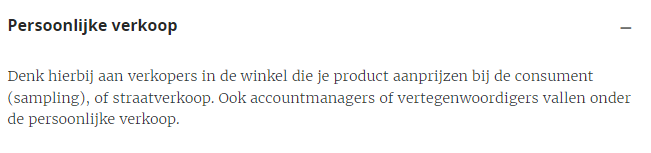 Persoonlijke verkoop
Denk hierbij aan verkopers in de winkel die je product aanprijzen bij de consument
(sampling), of straatverkoop. Ook accountmanagers of vertegenwoordigers vallen onder
de persoonlijke verkoop.